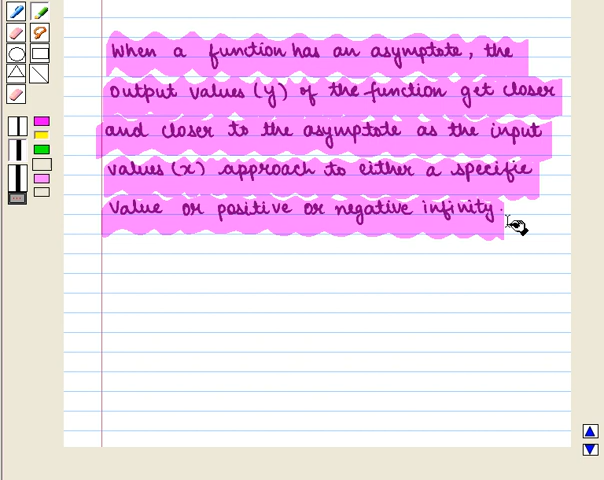 When a function has an asymptote, the
output values (y) of the function get closer
and closer to the asymptote as the input
values (x) approach to either a specific
value or positive or negative infinity.